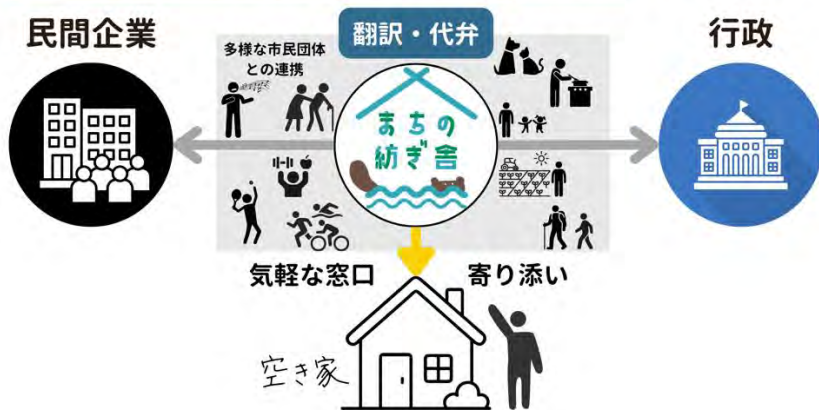 民間企業
多様な市民団体
との連携
翻訳・代弁
行政
まちの
紡ぎ舎
気軽な窓口
寄り添い
空き家